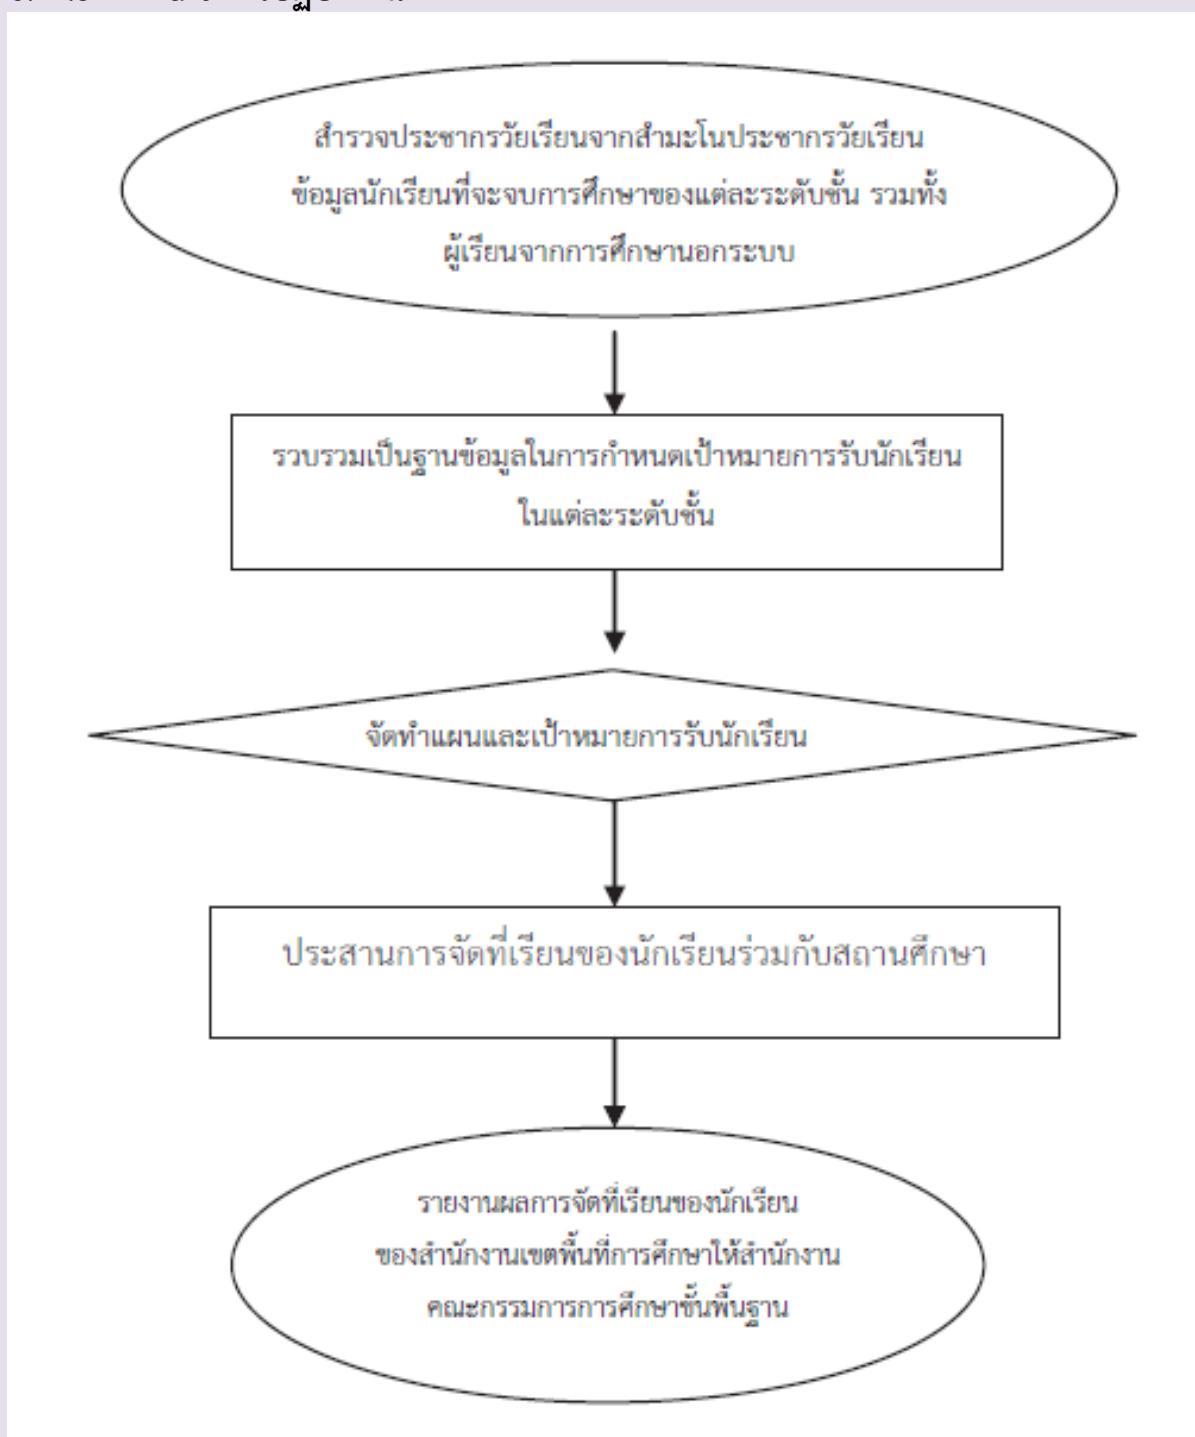 สำรวจประชากรวัยเรียนจากสำมะโนประชากรวัยเรียน
ข้อมูลนักเรียนที่จะจบการศึกษาของแต่ละระดับชั้น รวมทั้ง
ผู้เรียนจากการศึกษานอกระบบ
รวบรวมเป็นฐานข้อมูลในการกำหนดเป้าหมายการรับนักเรียน
ในแต่ละระดับชั้น
จัดทำแผนและเป้าหมายการรับนักเรียน
ประสานการจัดที่เรียนของนักเรียนร่วมกับสถานศึกษา
รายงานผลการจัดที่เรียนของนักเรียน
ของสำนักงานเขตพื้นที่การศึกษาให้สำนักงาน
คณะกรรมการการศึกษาขั้นพื้นฐาน